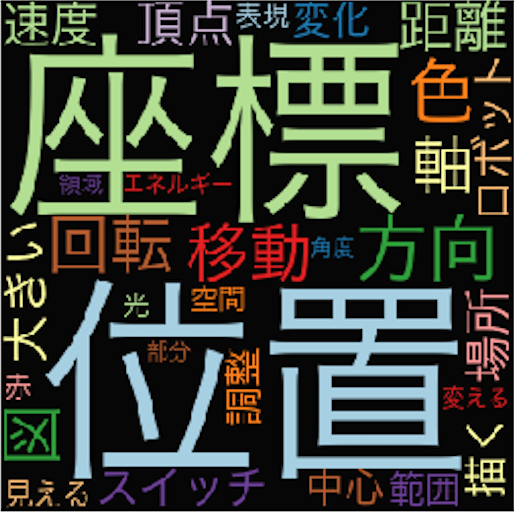 速度
頂点
表現
変化
距離
座標
色
ロボット
軸
領域
エネルギー
回転
移動
角度
方向
大きい
光
空間
位置
場所
部分
調整
赤
図
変える
描く
見える
スイッチ
中心
範囲